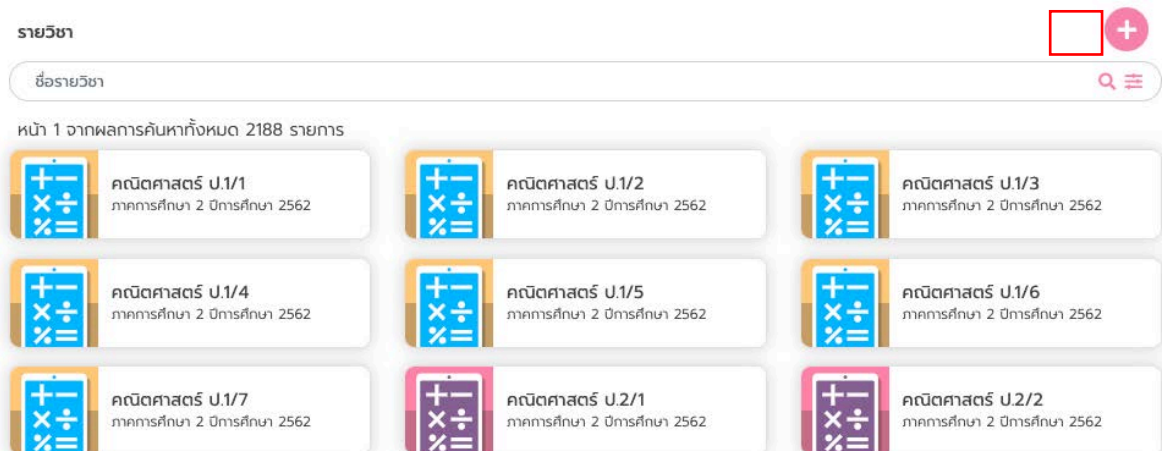 รายวิชา
ชื่อรายวิชา
หน้า 1 จากผลการค้นหาทั้งหมด 2188 รายการ
คณิตศาสตร์ ป.1/1
ภาคการศึกษา 2 ปีการศึกษา 2562
คณิตศาสตร์ ป.1/2
ภาคการศึกษา 2 ปีการศึกษา 2562
คณิตศาสตร์ ป.1/3
ภาคการศึกษา 2 ปีการศึกษา 2562
คณิตศาสตร์ ป.1/4
ภาคการศึกษา 2 ปีการศึกษา 2562
คณิตศาสตร์ ป.1/5
ภาคการศึกษา 2 ปีการศึกษา 2562
คณิตศาสตร์ ป.1/6
ภาคการศึกษา 2 ปีการศึกษา 2562
คณิตศาสตร์ ป.1/7
ภาคการศึกษา 2 ปีการศึกษา 2562
คณิตศาสตร์ ป.2/1
ภาคการศึกษา 2 ปีการศึกษา 2562
คณิตศาสตร์ ป.2/2
ภาคการศึกษา 2 ปีการศึกษา 2562